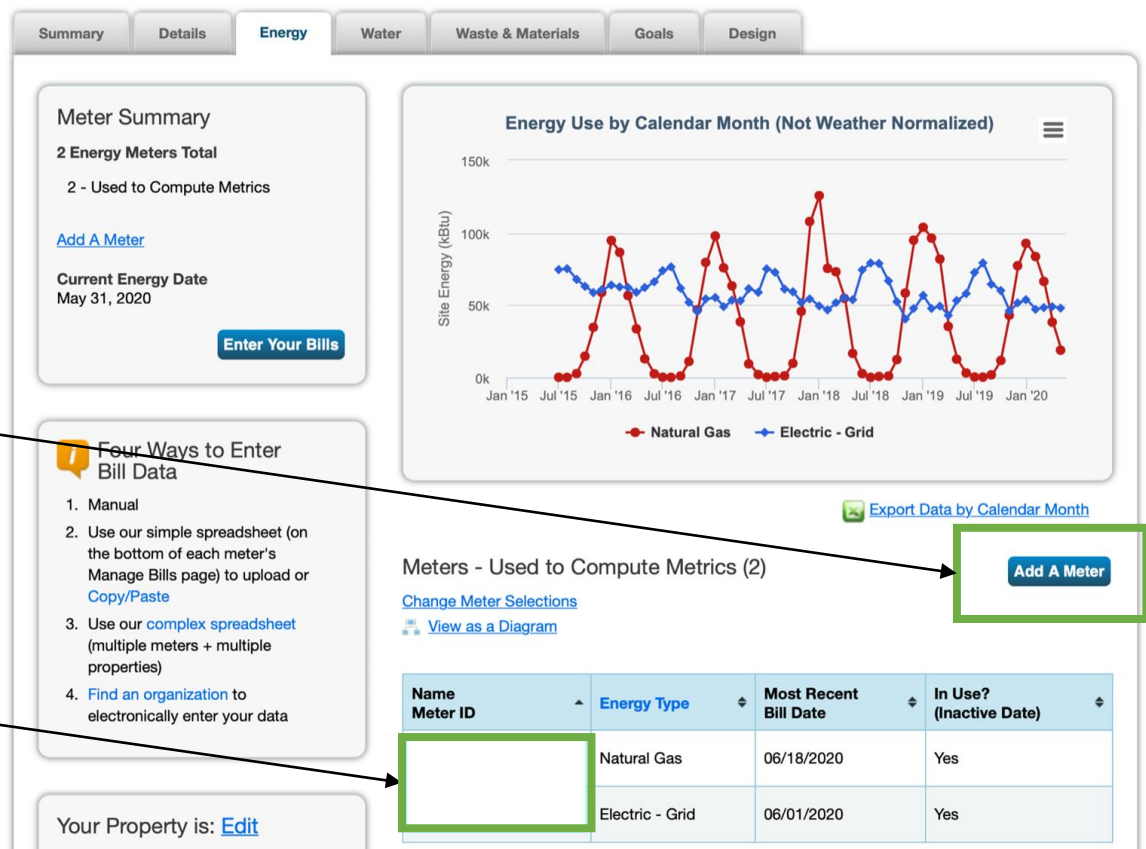 Summary
Details
Energy
Water
Waste & Materials
Goals
Design
Meter Summary
2 Energy Meters Total
2 - Used to Compute Metrics
Add A Meter
Current Energy Date
May 31, 2020
Enter Your Bills
Four Ways to Enter
Bill Data
1. Manual
2. Use our simple spreadsheet (on
the bottom of each meter's
Manage Bills page) to upload or
Copy/Paste
3. Use our complex spreadsheet
(multiple meters + multiple
properties)
4. Find an organization to
electronically enter your data
Your Property is: Edit
Energy Use by Calendar Month (Not Weather Normalized)
Site Energy (kBtu)
150k
100k
50k
0k
Jan '15 Jul '15 Jan '16 Jul '16 Jan '17 Jul '17 Jan '18 Jul '18 Jan '19 Jul '19 Jan '20
Natural Gas Electric - Grid
Export Data by Calendar Month
Meters - Used to Compute Metrics (2)
Add A Meter
Change Meter Selections
View as a Diagram
Name
Meter ID
Energy Type
Most Recent
Bill Date
In Use?
(Inactive Date)
Natural Gas 06/18/2020 Yes
Electric - Grid 06/01/2020 Yes